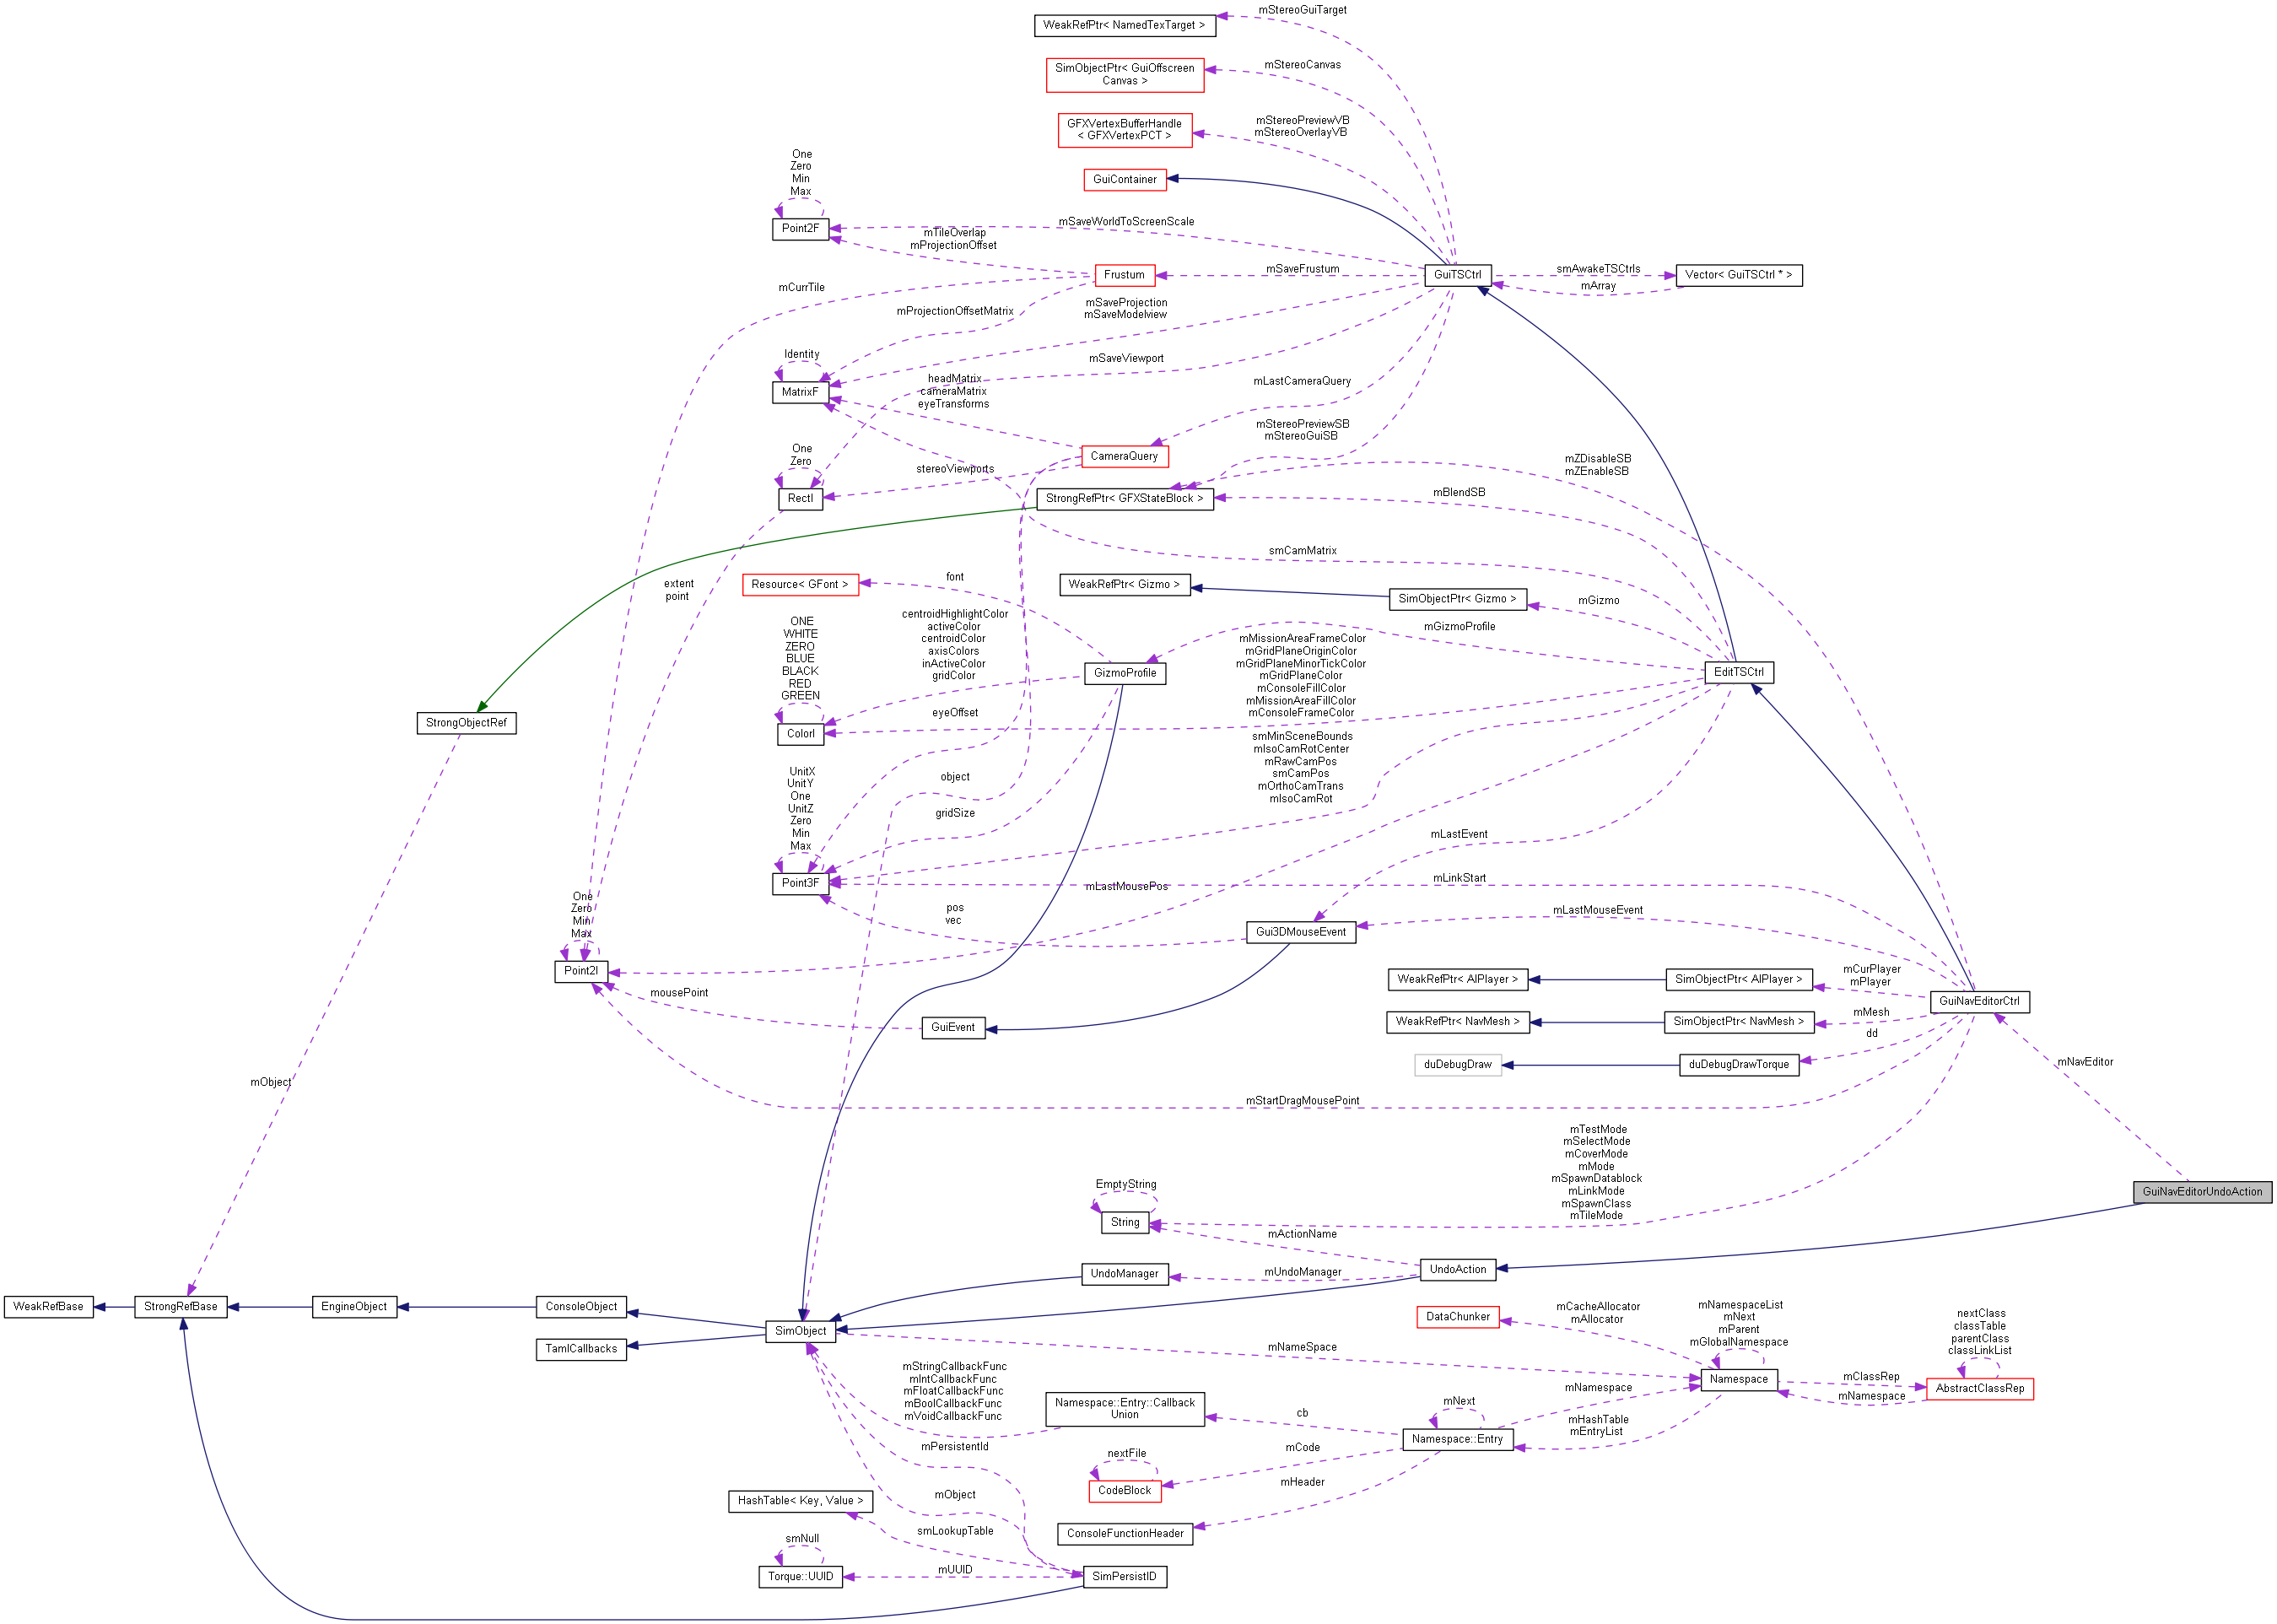 mStereoGuiTarget
WeakRefPtr< NamedTexTarget >
mStereoCanvas
SimObjectPtr< GuiOffscreen
Canvas >
mStereoPreviewVB
mStereoOverlayVB
GFXVertexBufferHandle
< GFXVertexPCT >
GuiContainer
One
Zero
Min
Max
Point2F
mSaveWorldToScreenScale
mTileOverlap
mProjectionOffset
Frustum
mSaveFrustum
GuiTSCtrl
smAwakeTSCtrls
mArray
Vector< GuiTSCtrl * >
mCurrTile
mProjectionOffsetMatrix
mSaveProjection
mSaveModelview
Identity
MatrixF
mSaveViewport
headMatrix
cameraMatrix
eyeTransforms
mLastCameraQuery
mStereoPreviewSB
mStereoGuiSB
One
Zero
RectI
stereoViewports
CameraQuery
StrongRefPtr< GFXStateBlock >
mZDisableSB
mZEnableSB
mBlendSB
smCamMatrix
extent
point
Resource< GFont >
font
WeakRefPtr< Gizmo >
SimObjectPtr< Gizmo >
mGizmo
mGizmoProfile
centroidHighlightColor
activeColor
centroidColor
axisColors
inActiveColor
gridColor
ONE
WHITE
ZERO
BLUE
BLACK
RED
GREEN
ColorI
GizmoProfile
mMissionAreaFrameColor
mGridPlaneOriginColor
mGridPlaneMinorTickColor
mGridPlaneColor
mConsoleFillColor
mMissionAreaFillColor
mConsoleFrameColor
EditTSCtrl
StrongObjectRef
eyeOffset
object
gridSize
smMinSceneBounds
mIsoCamRotCenter
mRawCamPos
smCamPos
mOrthoCamTrans
mIsoCamRot
UnitX
UnitY
One
UnitZ
Zero
Min
Max
Point3F
mLastEvent
mLastMousePos
mLinkStart
pos
vec
Gui3DMouseEvent
mLastMouseEvent
One
Zero
Min
Max
Point2I
mousePoint
GuiEvent
WeakRefPtr< AIPlayer >
SimObjectPtr< AIPlayer >
mCurPlayer
mPlayer
GuiNavEditorCtrl
WeakRefPtr< NavMesh >
SimObjectPtr< NavMesh >
mMesh
dd
duDebugDraw
duDebugDrawTorque
mNavEditor
mObject
mStartDragMousePoint
mTestMode
mSelectMode
mCoverMode
mMode
mSpawnDatablock
mLinkMode
mSpawnClass
mTileMode
GuiNavEditorUndoAction
EmptyString
String
mActionName
UndoManager
mUndoManager
UndoAction
WeakRefBase
StrongRefBase
EngineObject
ConsoleObject
TamlCallbacks
SimObject
mNameSpace
DataChunker
mCacheAllocator
mAllocator
mNamespaceList
mNext
mParent
mGlobalNamespace
Namespace
mClassRep
mNamespace
nextClass
classTable
parentClass
classLinkList
AbstractClassRep
mStringCallbackFunc
mIntCallbackFunc
mFloatCallbackFunc
mBoolCallbackFunc
mVoidCallbackFunc
Namespace::Entry::Callback
Union
cb
mNext
Namespace::Entry
mNamespace
mHashTable
mEntryList
mPersistentId
nextFile
CodeBlock
mCode
mHeader
mObject
HashTable< Key, Value >
smLookupTable
ConsoleFunctionHeader
smNull
Torque::UUID
mUUID
SimPersistID